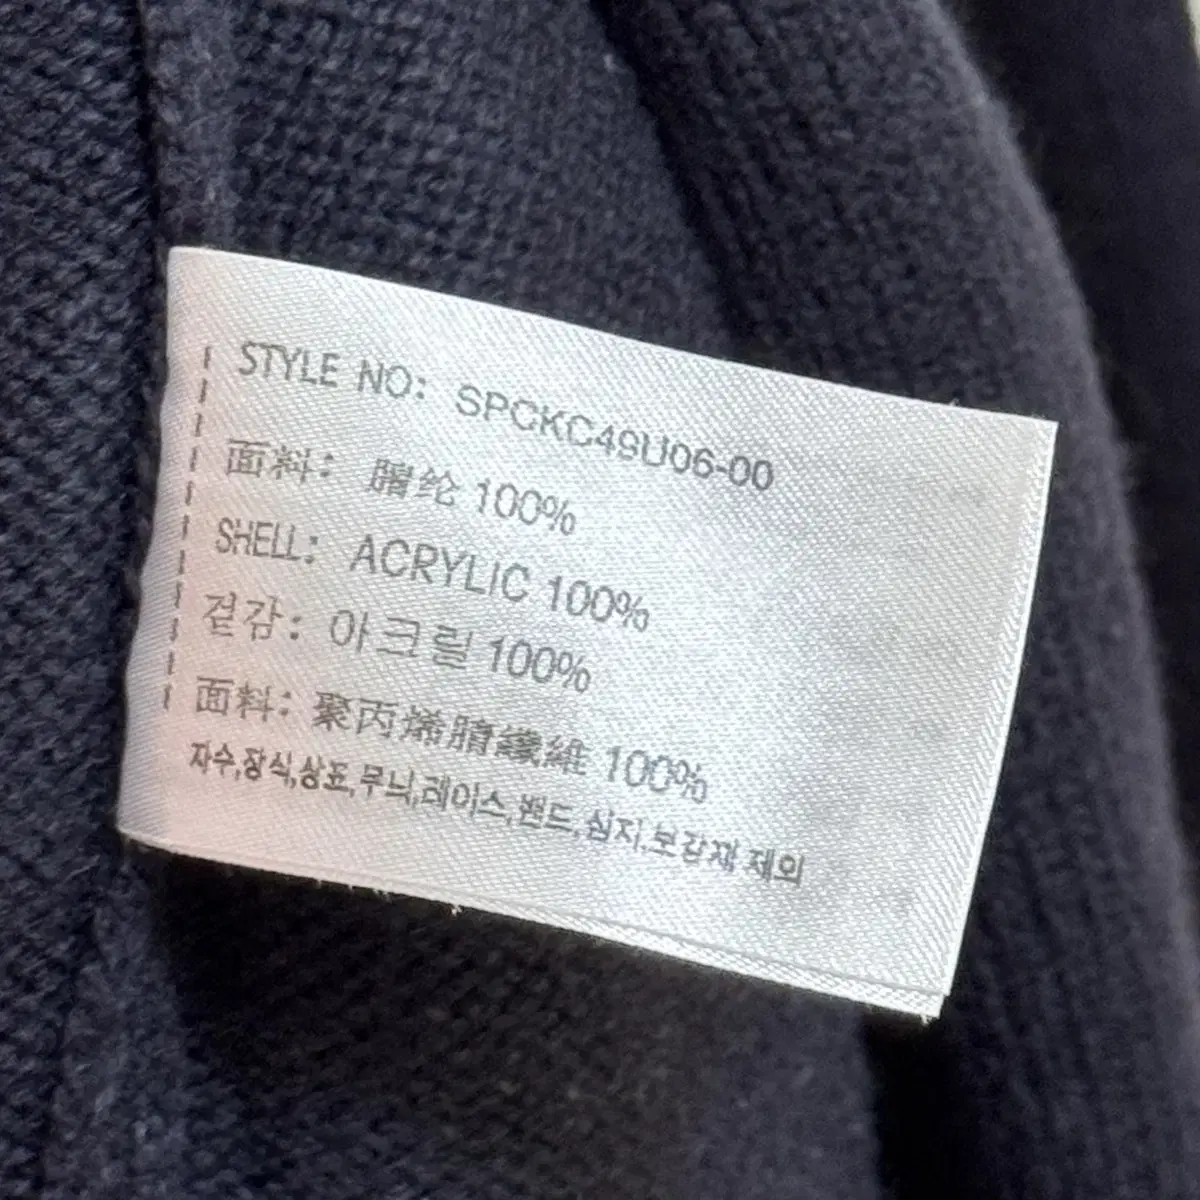 STYLE NO: SPCKC49U06-00
面料: 腈纶 100%
SHELL: ACRYLIC 100%
겉감: 아크릴 100%
面料: 聚丙烯腈纖維 100%
자수,장식,상표,무늬,레이스,밴드,심지,보강재 제외